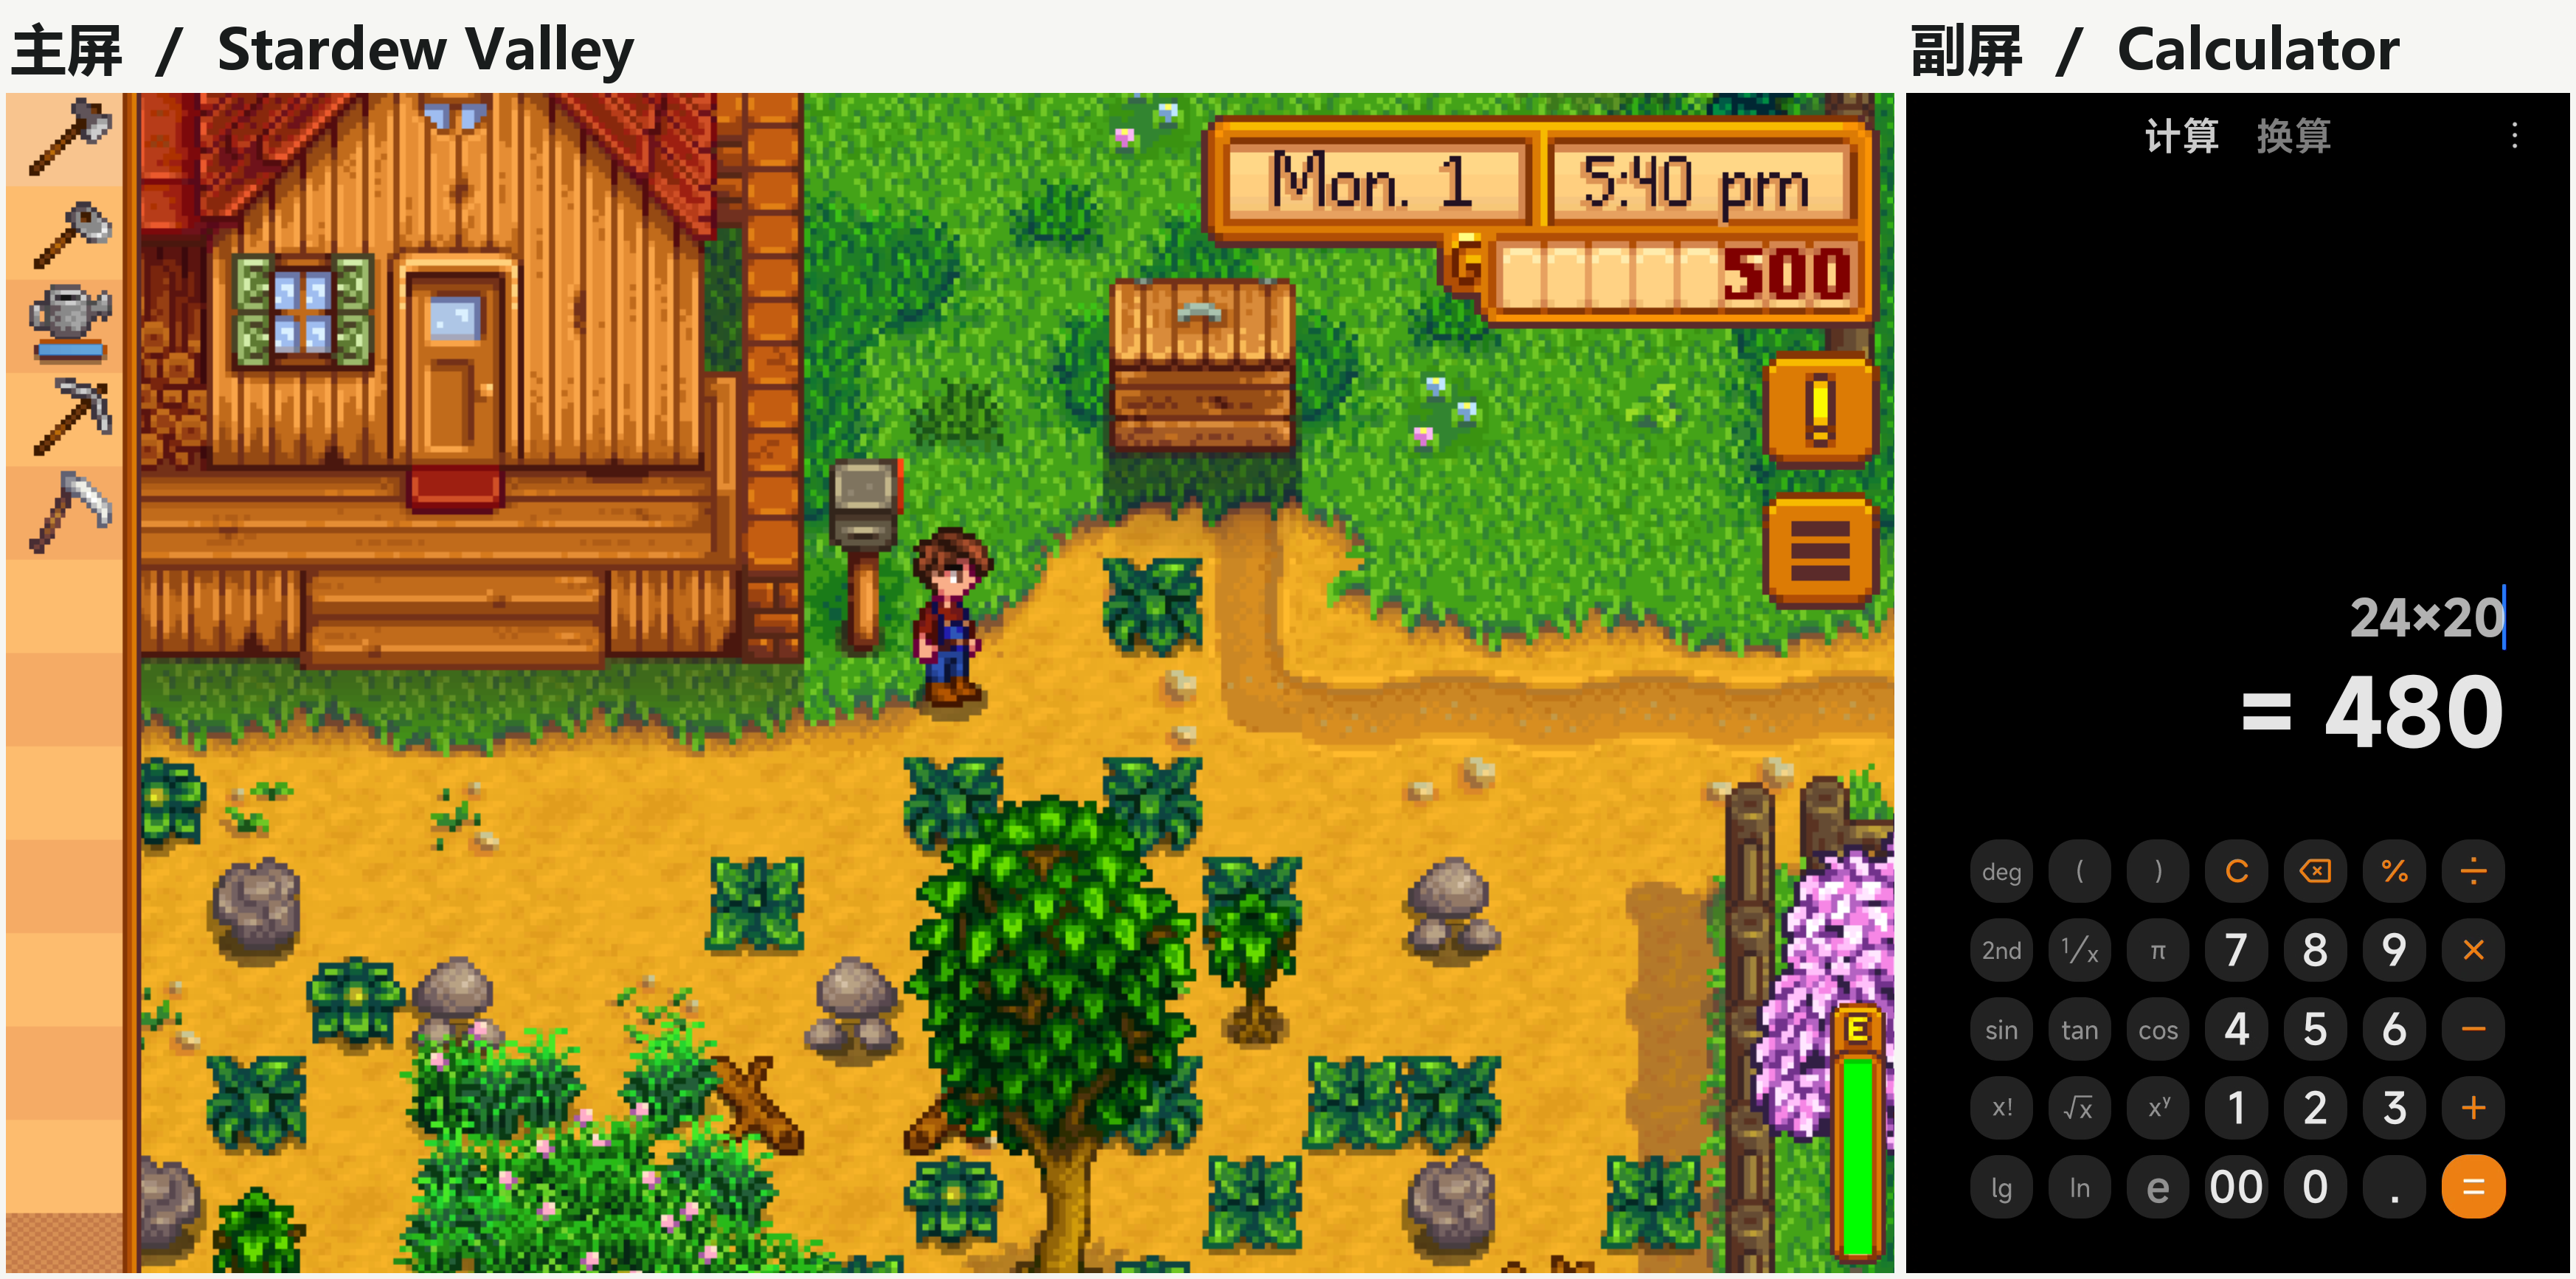 主屏 / Stardew Valley
Mon. 1
5:40 pm
G
500
!
E
副屏 / Calculator
计算 换算
24×20
= 480
deg ( ) C % ÷
2nd 1/x π 7 8 9 ×
sin tan cos 4 5 6 −
x! √x xʸ 1 2 3 +
lg ln e 00 0 . =